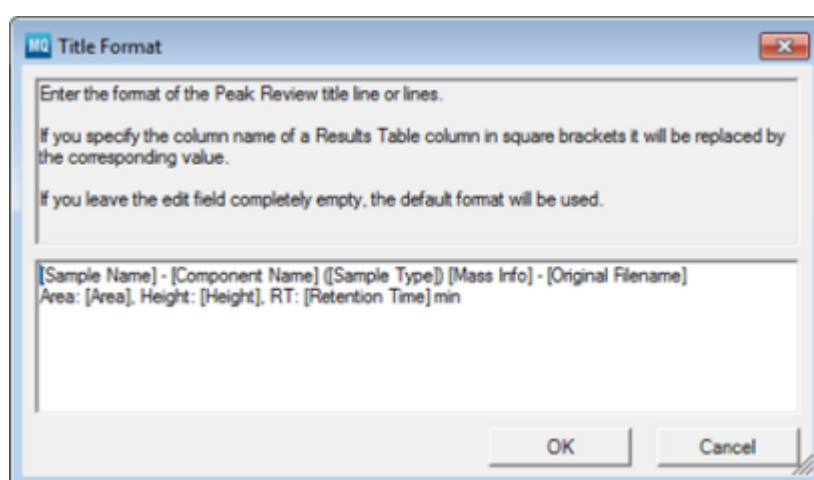 MQ Title Format
Enter the format of the Peak Review title line or lines.
If you specify the column name of a Results Table column in square brackets it will be replaced by
the corresponding value.
If you leave the edit field completely empty, the default format will be used.
[Sample Name] - [Component Name] ([Sample Type]) [Mass Info] - [Original Filename]
Area: [Area], Height: [Height], RT: [Retention Time] min
OK Cancel